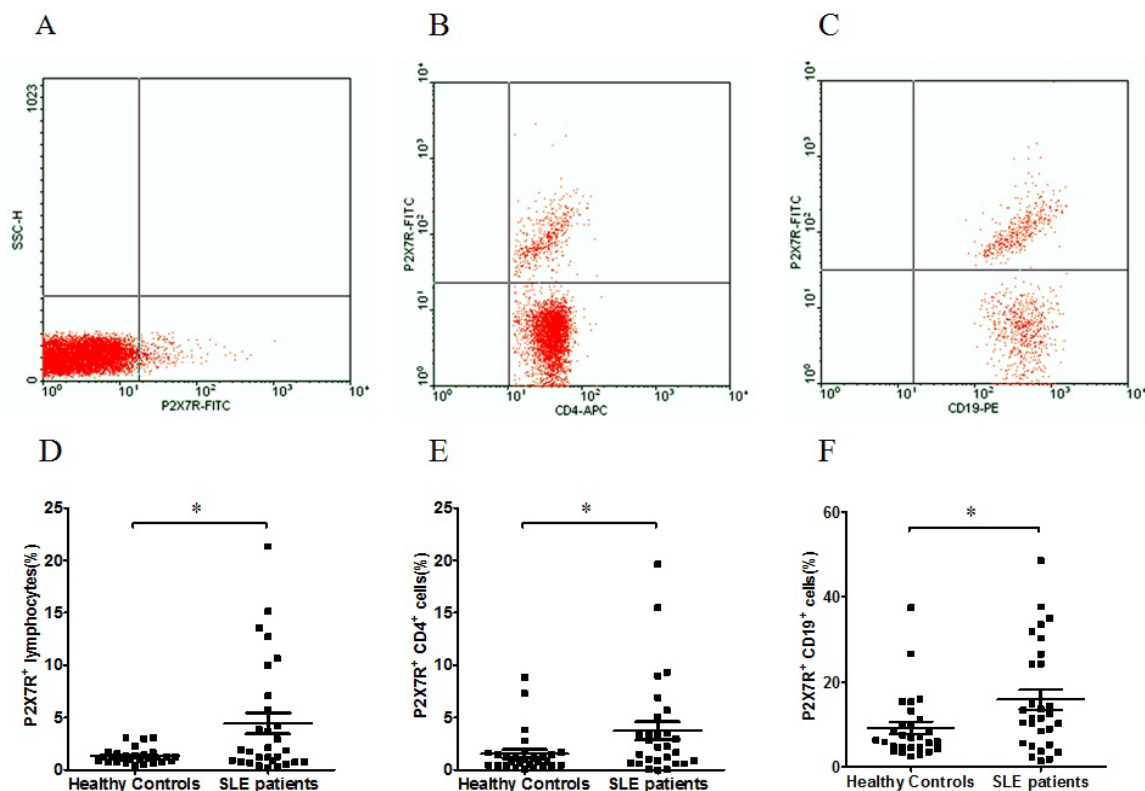 A
B
C
SSC-H
1023
0
10⁰ 10¹ 10² 10³ 10⁴
P2X7R-FITC
P2X7R-FITC
10⁴
10³
10²
10¹
10⁰
10⁰ 10¹ 10² 10³ 10⁴
CD4-APC
P2X7R-FITC
10⁴
10³
10²
10¹
10⁰
10⁰ 10¹ 10² 10³ 10⁴
CD19-PE
D
E
F
P2X7R⁺ lymphocytes(%)
25
20
15
10
5
0
*
Healthy Controls SLE patients
P2X7R⁺ CD4⁺ cells(%)
25
20
15
10
5
0
*
Healthy Controls SLE patients
P2X7R⁺ CD19⁺ cells(%)
60
40
20
0
*
Healthy Controls SLE patients